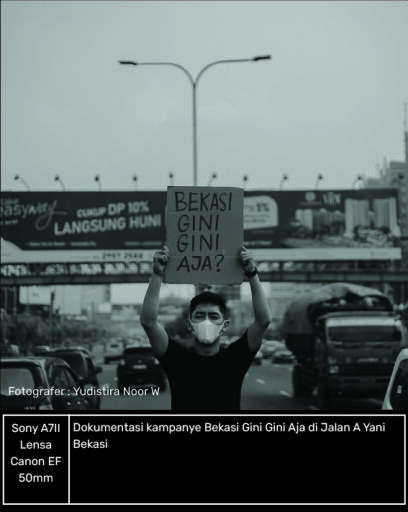 easyway
CUKUP DP 10%
LANGSUNG HUNI
BEKASI
GINI
GINI
AJA?
Fotografer : Yudistira Noor W
Sony A7II
Lensa
Canon EF
50mm
Dokumentasi kampanye Bekasi Gini Gini Aja di Jalan A Yani
Bekasi